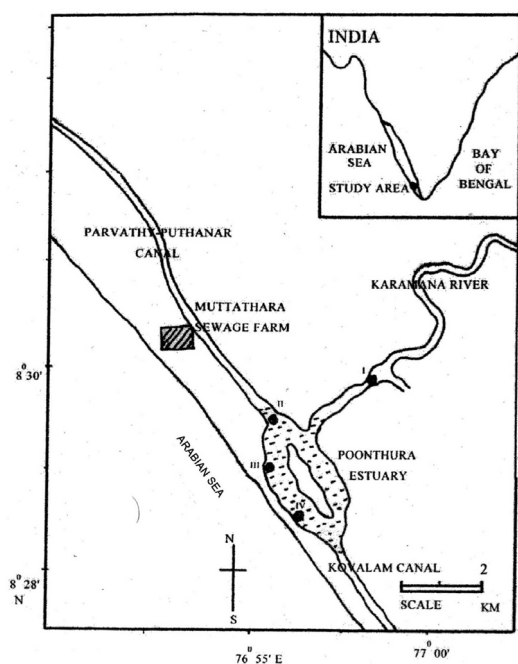 INDIA
ARABIAN
SEA
BAY
OF
BENGAL
STUDY AREA
PARVATHY-PUTHANAR
CANAL
KARAMANA RIVER
MUTTATHARA
SEWAGE FARM
8° 30'
I
II
POONTHURA
ESTUARY
III
ARABIAN SEA
IV
N
KOVALAM CANAL
8° 28'
N
2
SCALE
KM
S
76° 55' E
77° 00'